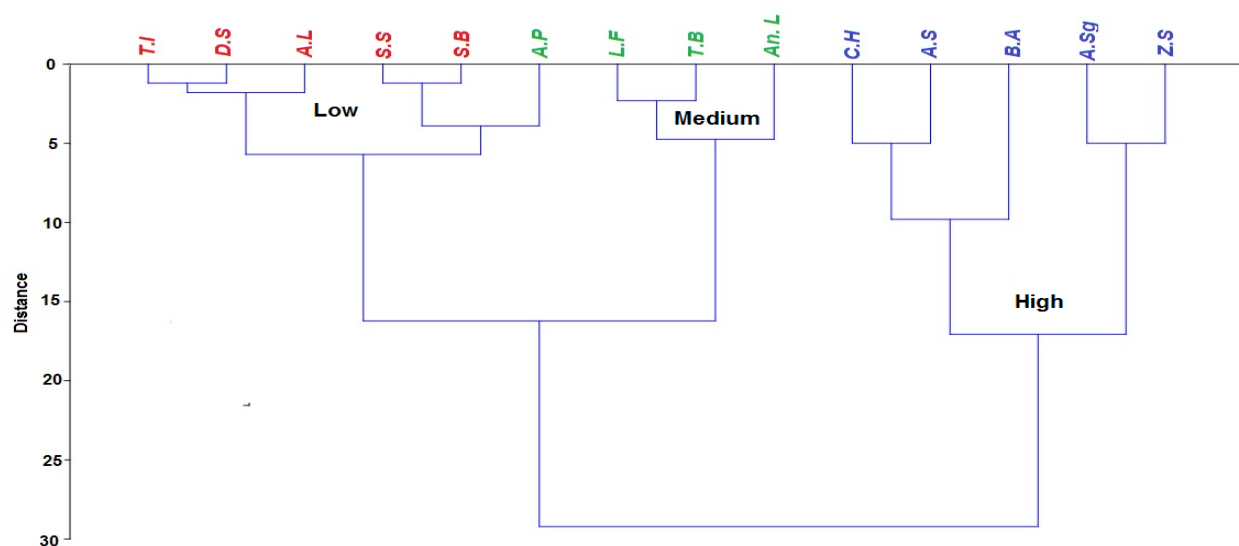 T.I D.S A.L S.S S.B A.P L.F T.B An. L C.H A.S B.A A.Sg Z.S
0
Low
Medium
5
10
High
15
Distance
20
25
30